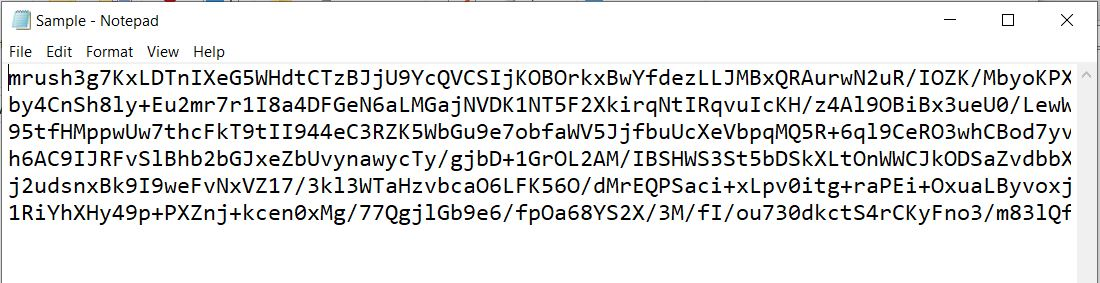 Sample - Notepad
File Edit Format View Help
mrush3g7KxLDTnIXeG5WHdtCTzBJjU9YcQVCSIjKOBOrkxBwYfdezLLJMBxQRAurwN2uR/IOZK/MbyoKPX
by4CnSh8ly+Eu2mr7r1I8a4DFGeN6aLMGajNVDK1NT5F2XkirqNtIRqvuIcKH/z4Al9OBiBx3ueU0/LewW
95tfHMppwUw7thcFkT9tII944eC3RZK5WbGu9e7obfaWV5JjfbuUcXeVbpqMQ5R+6ql9CeRO3whCBod7yv
h6AC9IJRFvSlBhb2bGJxeZbUvynawycTy/gjbD+1GrOL2AM/IBSHWS3St5bDSkXLtOnWWCJkODSaZvdbbX
j2udsnxBk9I9weFvNxVZ17/3kl3WTaHzvbcaO6LFK56O/dMrEQPSaci+xLpv0itg+raPEi+OxuaLByvoxj
1RiYhXHy49p+PXZnj+kcen0xMg/77QgjlGb9e6/fpOa68YS2X/3M/fI/ou730dkctS4rCKyFno3/m83lQf